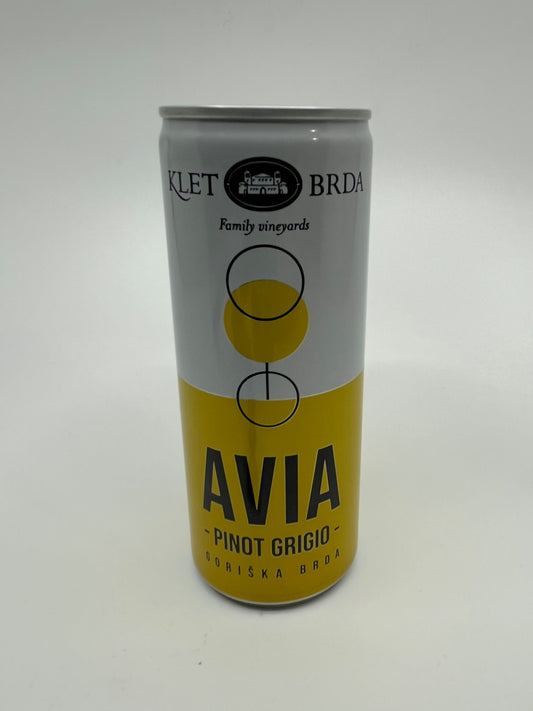 KLET BRDA
Family vineyards
AVIA
- PINOT GRIGIO -
GORIŠKA BRDA